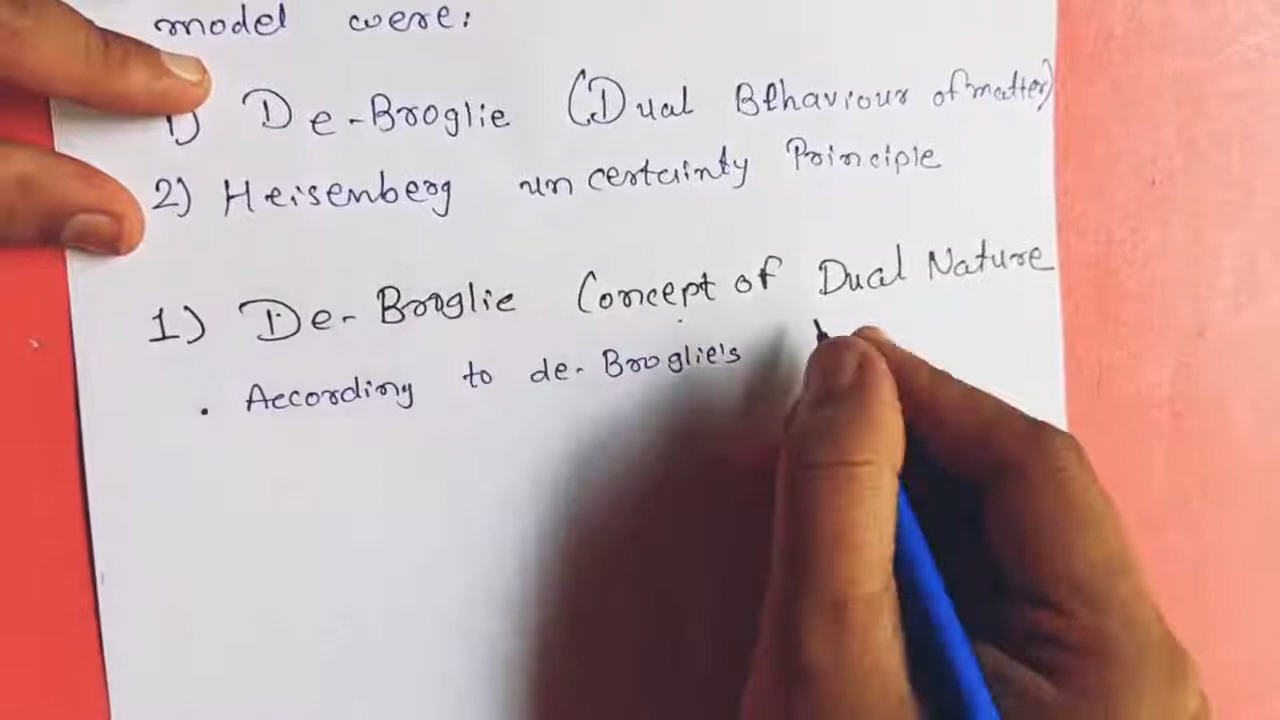 model were:
1) De-Broglie (Dual Behaviour of matter)
2) Heisenberg uncertainty Principle
1) De-Broglie Concept of Dual Nature
. According to de-Broglie's